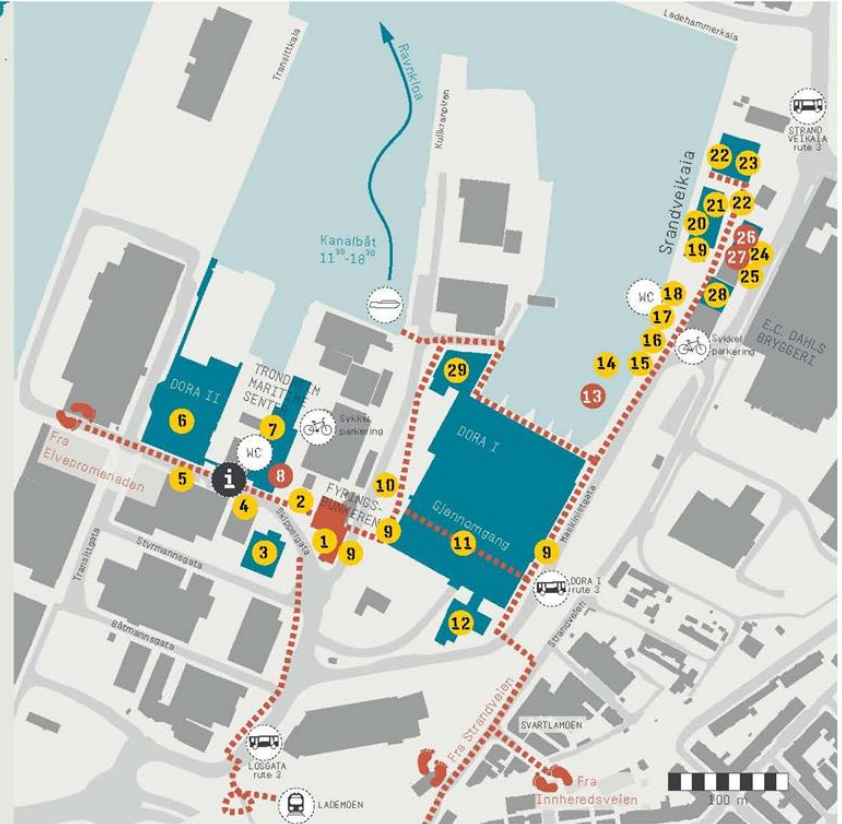 Ladehammerkaia
Transittkaia
Ravnkloa
Kullkranpiren
STRAND
VEIKAIA
rute 3
Srandveikaia
22
23
21
22
20
26
19
27
24
25
Kanalbåt
11³⁰-18³⁰
WC
18
28
17
16
Sykkel
parkering
E.C. DAHLS
BRYGGERI
14
15
13
29
TRONDHEIM
MARITIME
SENTER
DORA II
6
7
Sykkel
parkering
DORA I
WC
Fra
Elvepromenaden
5
i
8
4
2
10
FYRINGS-
BUNKEREN
Gjennomgang
Skippergata
1
9
9
11
9
3
Maskinistgata
Transittgata
Styrmannsgata
DORA I
rute 3
12
Strandveien
Båtmannsgata
Fra Strandveien
SVARTLAMOEN
LOSGATA
rute 3
Fra
Innherredsveien
100 m
LADEMOEN